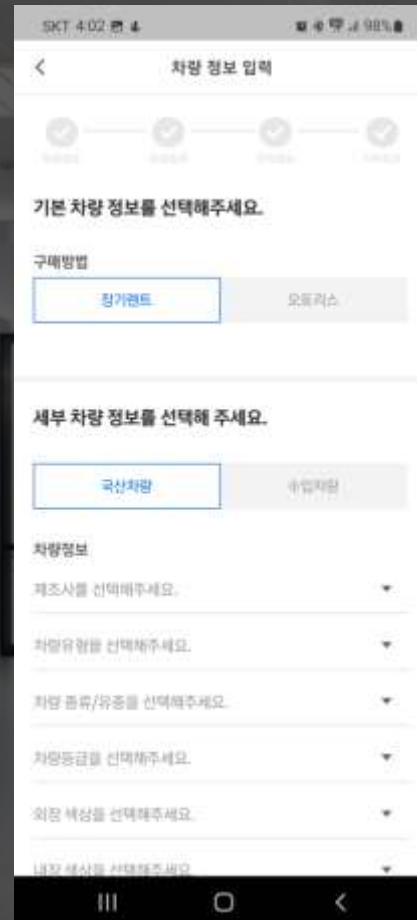 SKT 4:02
98%
차량 정보 입력
기본 차량 정보를 선택해주세요.
구매방법
장기렌트
오토리스
세부 차량 정보를 선택해 주세요.
국산차량
수입차량
차량정보
제조사를 선택해주세요.
차량유형을 선택해주세요.
차량 종류/유종을 선택해주세요.
차량등급을 선택해주세요.
외장 색상을 선택해주세요.
내장 색상을 선택해주세요